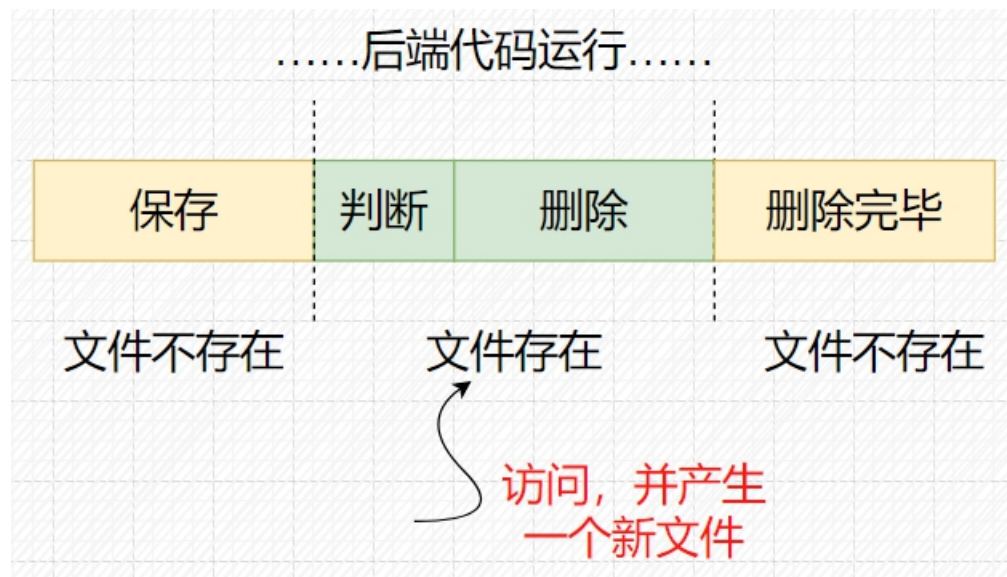 ……后端代码运行……
保存 判断 删除 删除完毕
文件不存在 文件存在 文件不存在
访问，并产生
一个新文件